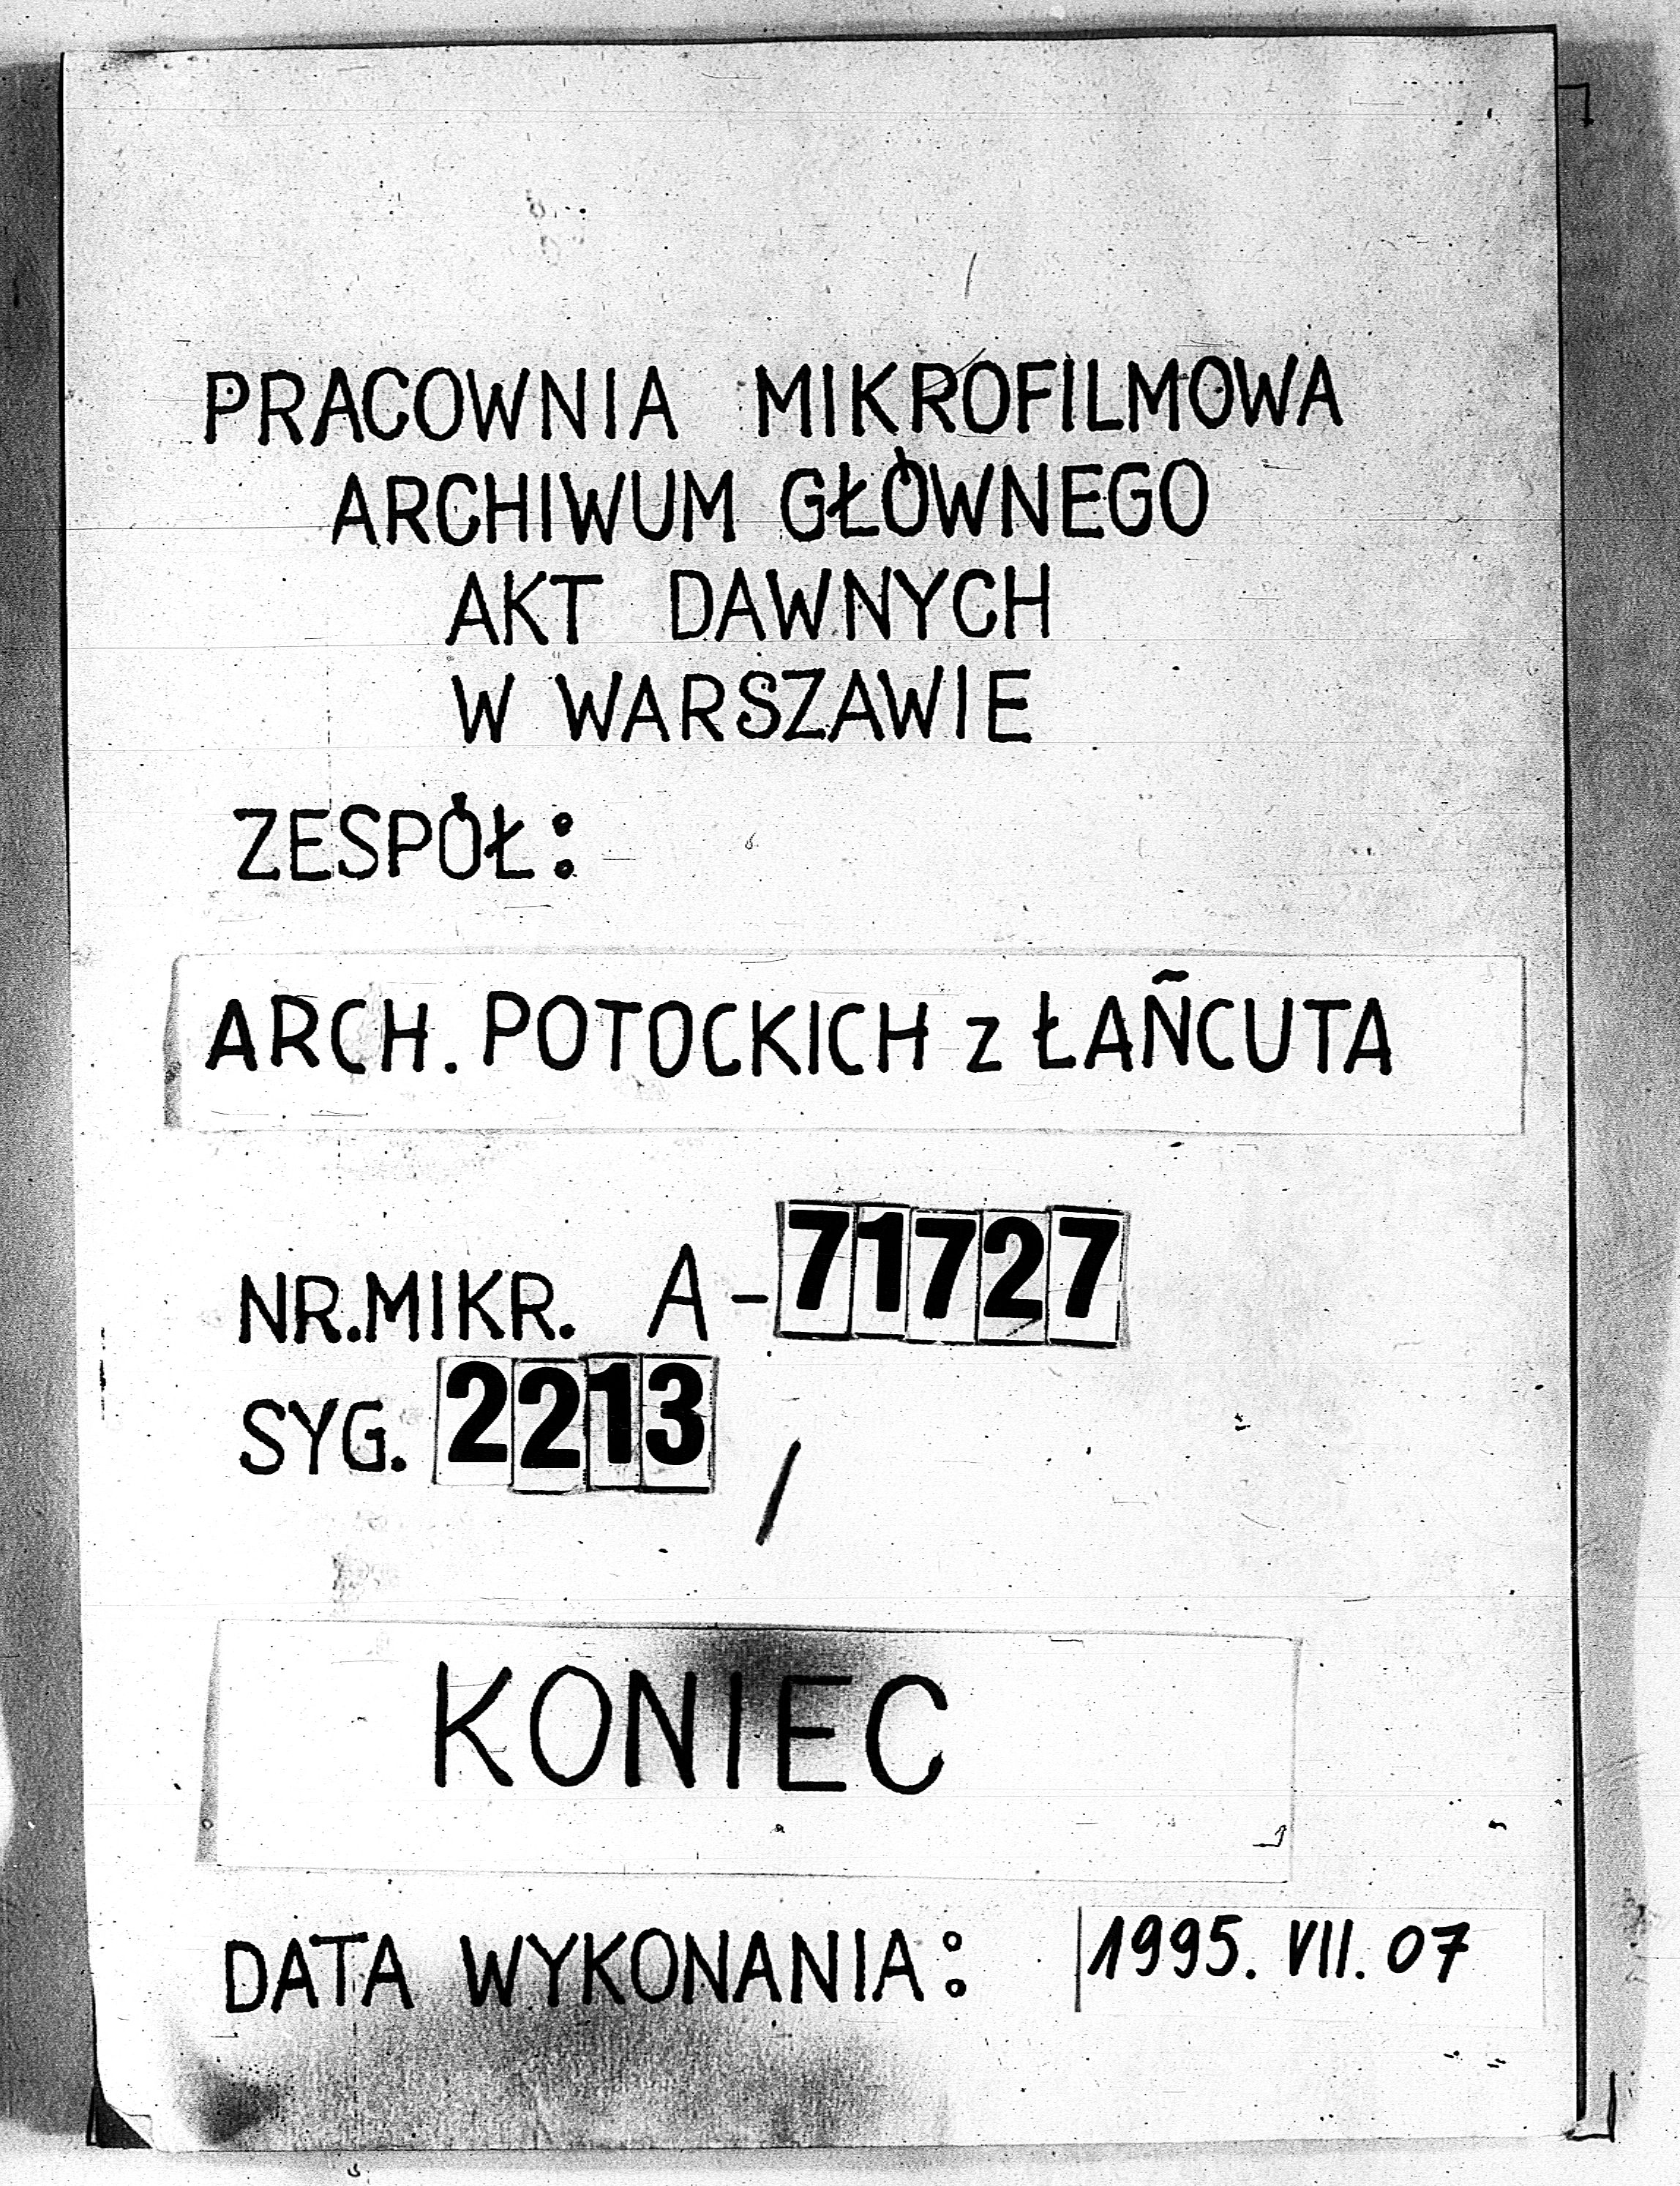 PRACOWNIA MIKROFILMOWA
ARCHIWUM GŁÓWNEGO
AKT DAWNYCH
W WARSZAWIE
ZESPÓŁ:
ARCH. POTOCKICH z ŁAŃCUTA
NR.MIKR. A-71727
SYG. 2213 /
KONIEC
DATA WYKONANIA: 1995. VII. 07